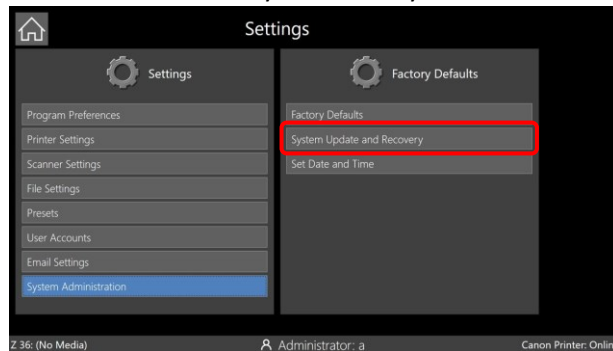 Settings
Settings
Program Preferences
Printer Settings
Scanner Settings
File Settings
Presets
User Accounts
Email Settings
System Administration
Factory Defaults
Factory Defaults
System Update and Recovery
Set Date and Time
Z 36: (No Media)
Administrator: a
Canon Printer: Onlin